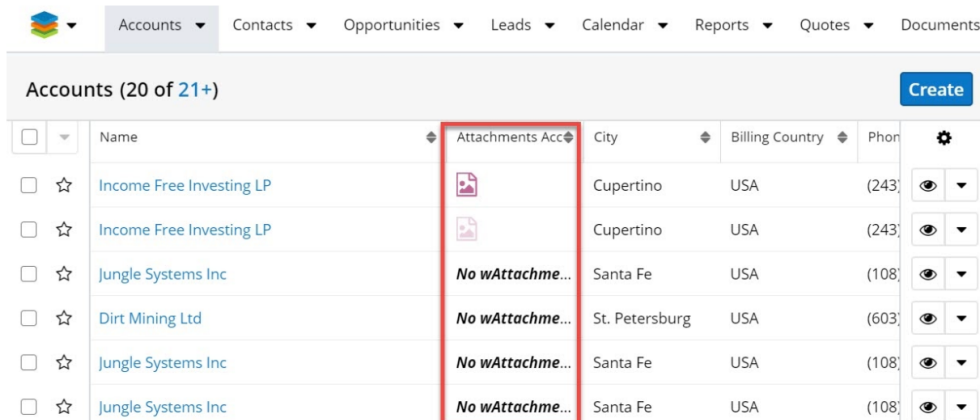 Accounts Contacts Opportunities Leads Calendar Reports Quotes Documents
Accounts (20 of 21+) Create
Name Attachments Acc City Billing Country Phon
Income Free Investing LP Cupertino USA (243)
Income Free Investing LP Cupertino USA (243)
Jungle Systems Inc No wAttachme... Santa Fe USA (108)
Dirt Mining Ltd No wAttachme... St. Petersburg USA (603)
Jungle Systems Inc No wAttachme... Santa Fe USA (108)
Jungle Systems Inc No wAttachme... Santa Fe USA (108)